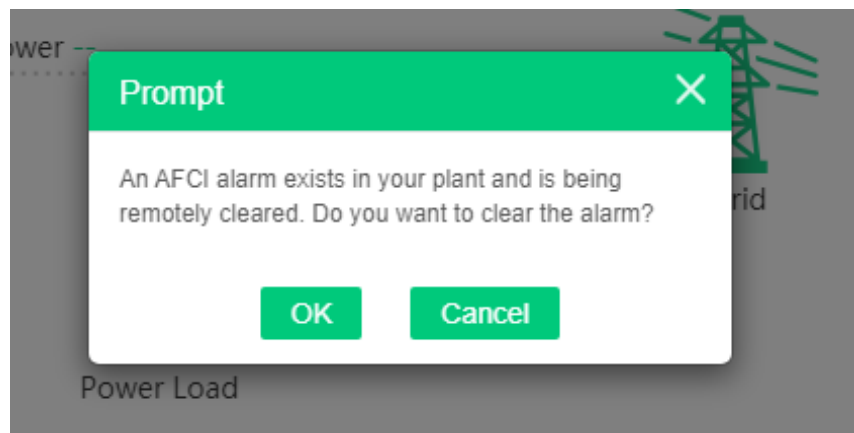 ower --
Prompt
An AFCI alarm exists in your plant and is being
remotely cleared. Do you want to clear the alarm?
rid
OK
Cancel
Power Load